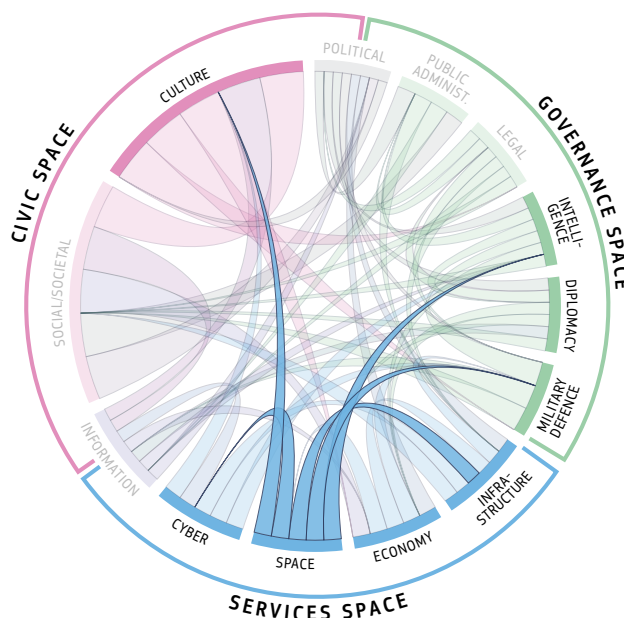 POLITICAL
PUBLIC
ADMINIST.
LEGAL
INTELLI-
GENCE
DIPLOMACY
MILITARY
DEFENCE
INFRA-
STRUCTURE
ECONOMY
SPACE
CYBER
INFORMATION
SOCIAL/SOCIETAL
CULTURE
CIVIC SPACE
GOVERNANCE SPACE
SERVICES SPACE